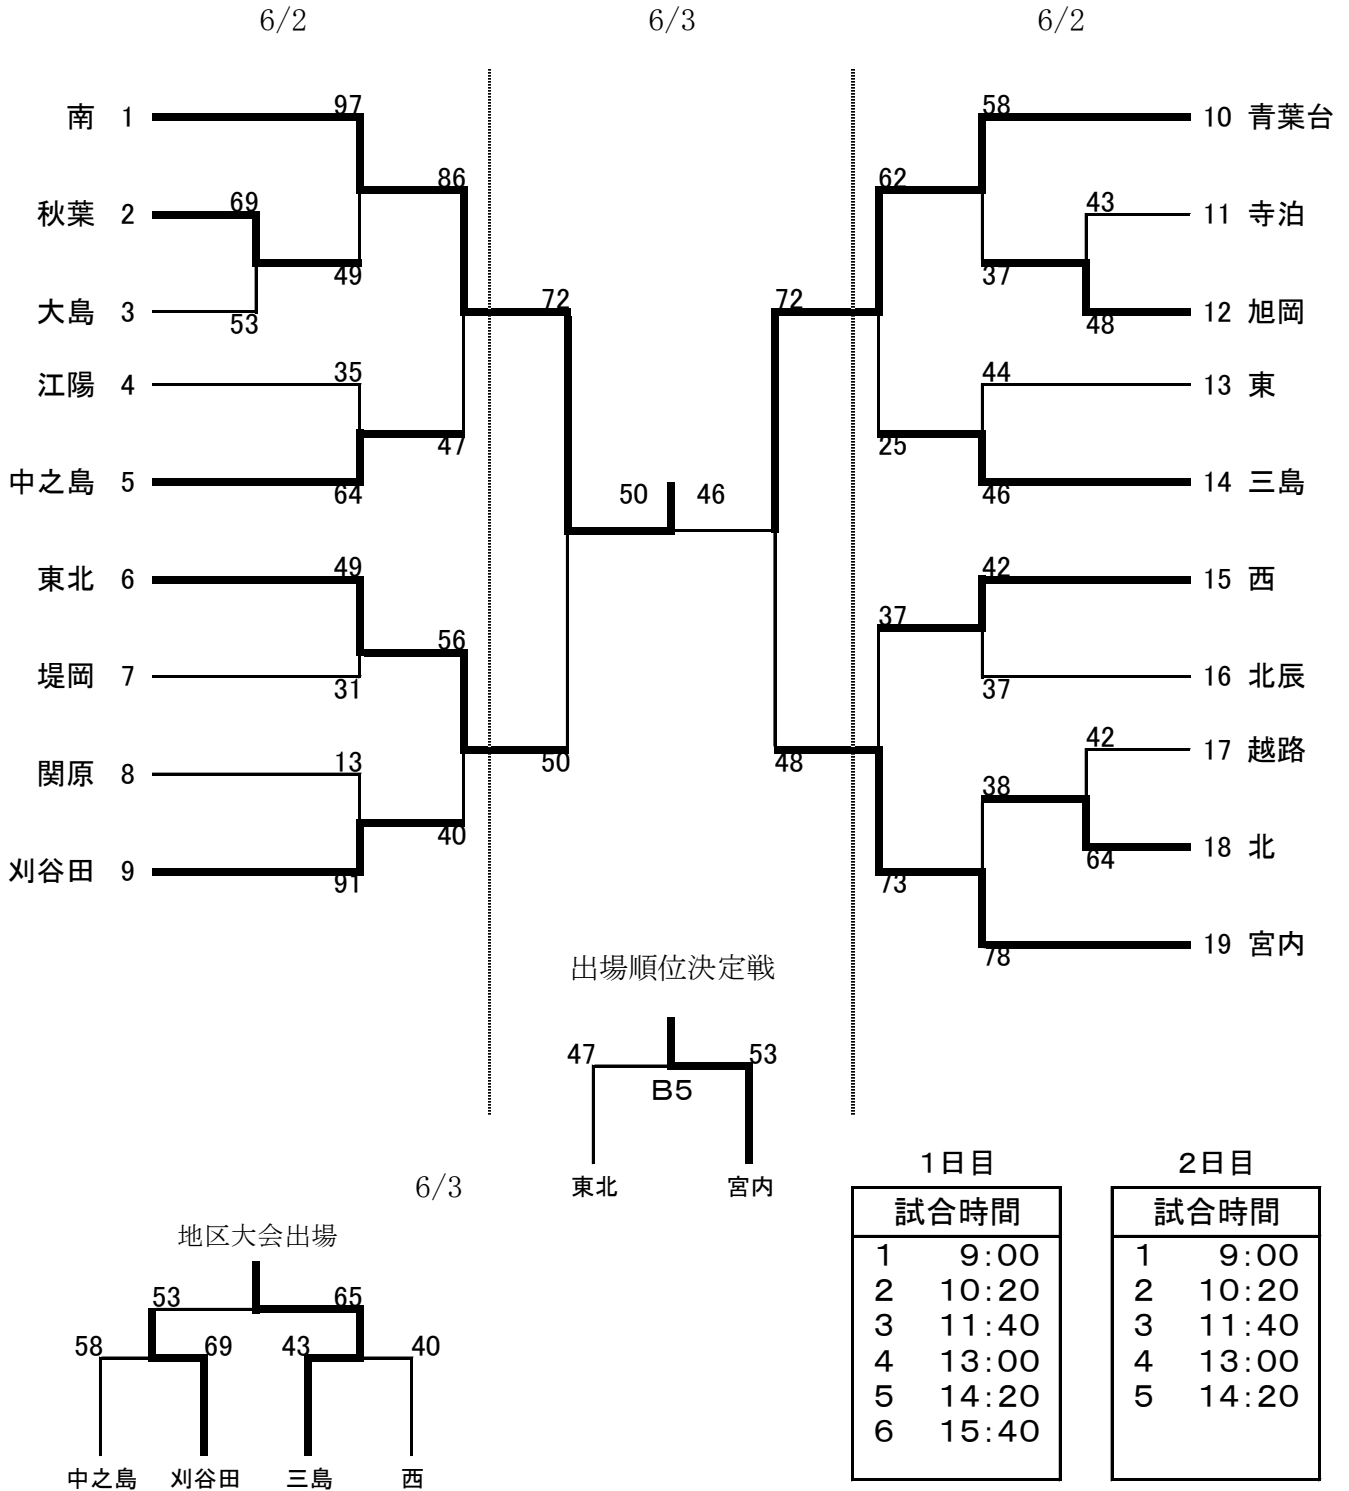 6/2 6/3 6/2
97 58
南 1 10 青葉台
86 62
秋葉 2 69 43 11 寺泊
49 37
72 72
大島 3 53 48 12 旭岡
江陽 4 35 44 13 東
47 25
中之島 5 64 46 14 三島
50 46
東北 6 49 42 15 西
56 37
堤岡 7 31 37 16 北辰
42 17 越路
50 48
関原 8 13 38
40 64 18 北
刈谷田 9 91 73
78 19 宮内
出場順位決定戦
47 53
B5
東北 宮内
6/3
地区大会出場
53 65
58 69 43 40
中之島 刈谷田 三島 西
1日目
試合時間
1 9:00
2 10:20
3 11:40
4 13:00
5 14:20
6 15:40
2日目
試合時間
1 9:00
2 10:20
3 11:40
4 13:00
5 14:20